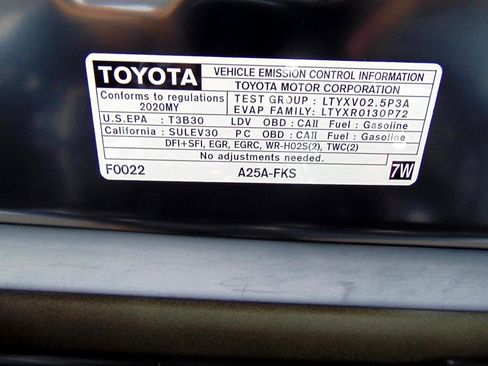 TOYOTA
VEHICLE EMISSION CONTROL INFORMATION
TOYOTA MOTOR CORPORATION
Conforms to regulations
2020MY
TEST GROUP : LTYXV02.5P3A
EVAP FAMILY: LTYXR0130P72
U.S.EPA : T3B30 LDV OBD : CAII Fuel : Gasoline
California : SULEV30 PC OBD : CAII Fuel : Gasoline
DFI+SFI, EGR, EGRC, WR-HO2S(2), TWC(2)
No adjustments needed.
F0022 A25A-FKS 7W